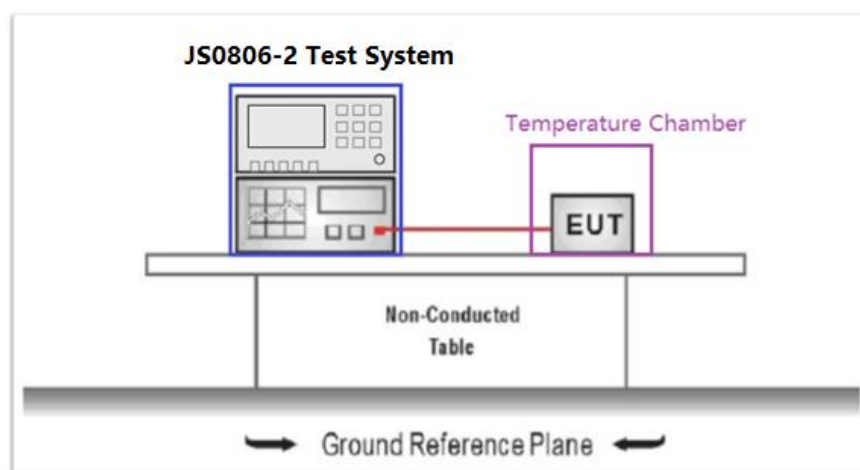 JS0806-2 Test System
Temperature Chamber
EUT
Non-Conducted
Table
Ground Reference Plane